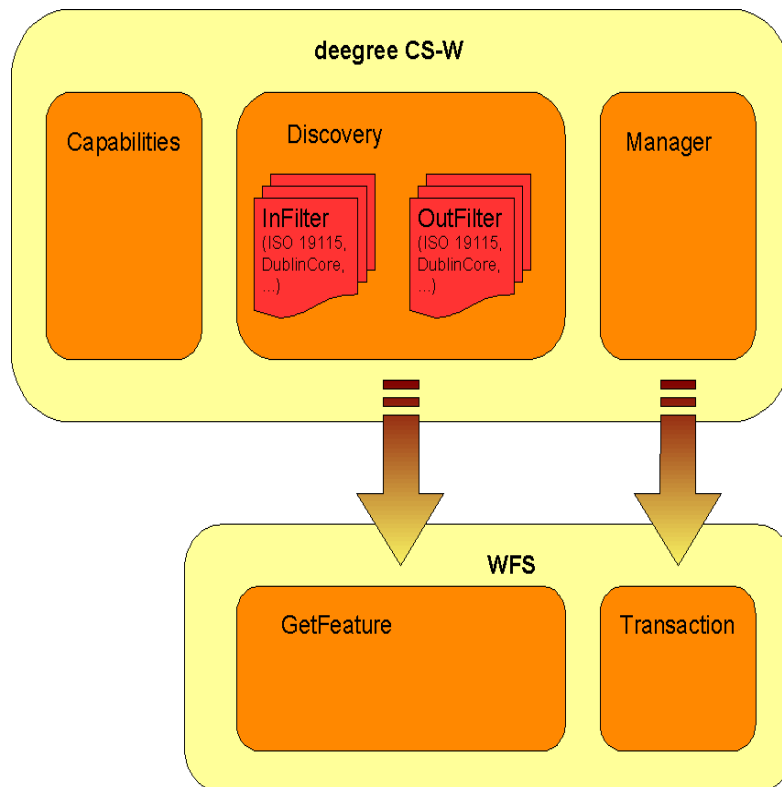 deegree CS-W
Capabilities
Discovery
Manager
InFilter
(ISO 19115,
DublinCore,
...)
OutFilter
(ISO 19115,
DublinCore,
...)
WFS
GetFeature
Transaction